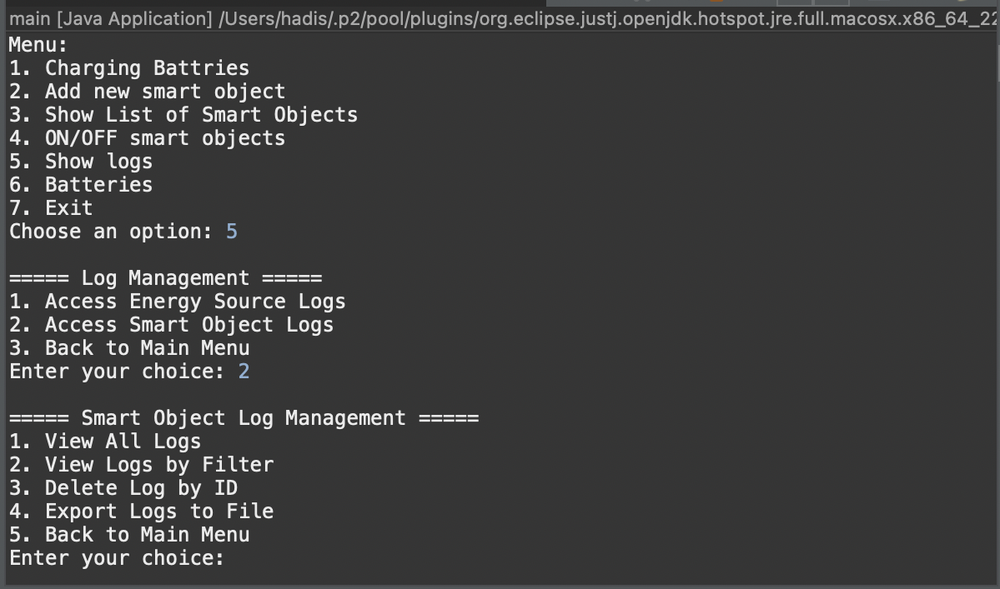 main [Java Application] /Users/hadis/.p2/pool/plugins/org.eclipse.justj.openjdk.hotspot.jre.full.macosx.x86_64_22
Menu:
1. Charging Battries
2. Add new smart object
3. Show List of Smart Objects
4. ON/OFF smart objects
5. Show logs
6. Batteries
7. Exit
Choose an option: 5
===== Log Management =====
1. Access Energy Source Logs
2. Access Smart Object Logs
3. Back to Main Menu
Enter your choice: 2
===== Smart Object Log Management =====
1. View All Logs
2. View Logs by Filter
3. Delete Log by ID
4. Export Logs to File
5. Back to Main Menu
Enter your choice: